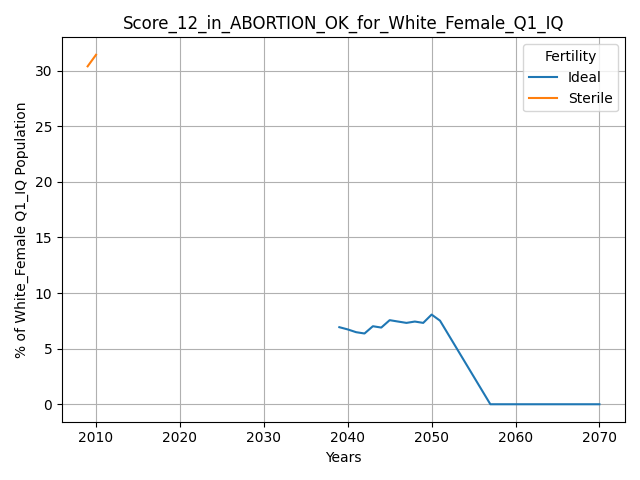 Score_12_in_ABORTION_OK_for_White_Female_Q1_IQ
Fertility
Ideal
Sterile
% of White_Female Q1_IQ Population
30
25
20
15
10
5
0
2010 2020 2030 2040 2050 2060 2070
Years